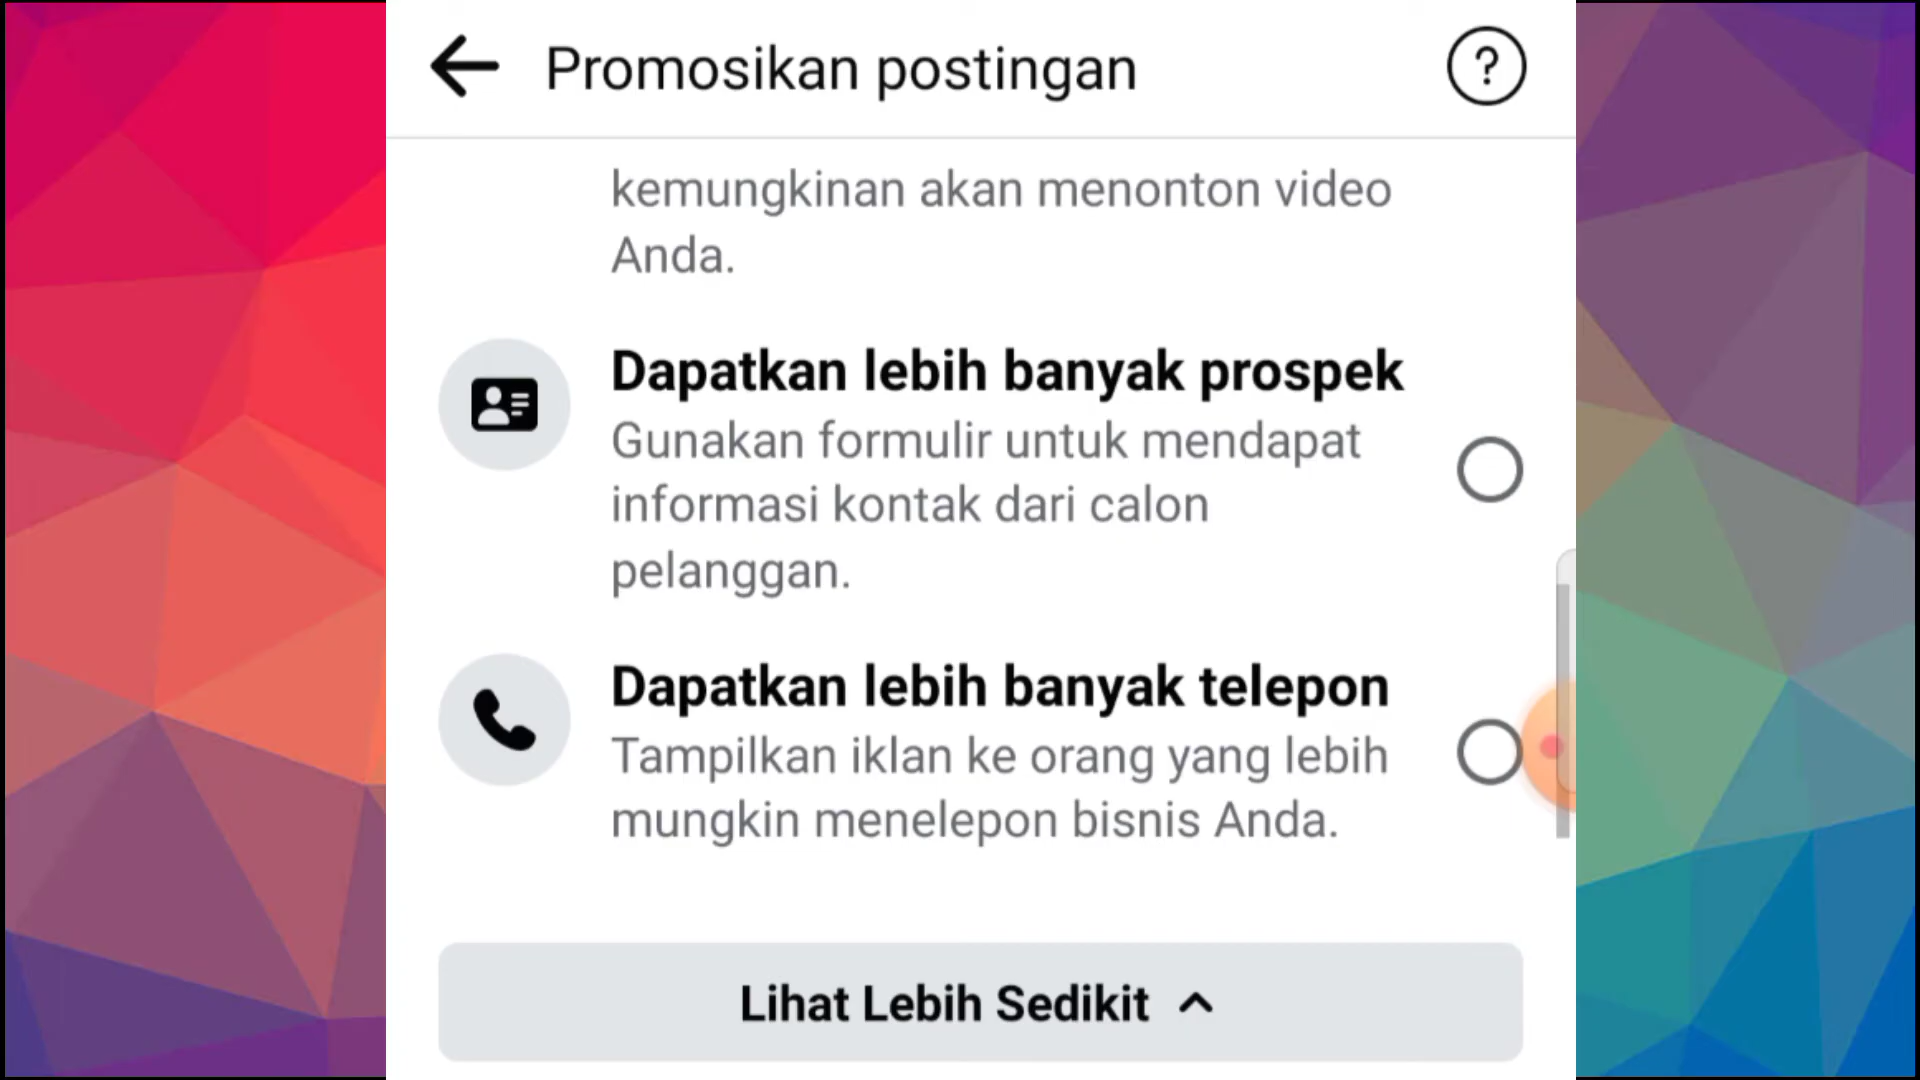 Promosikan postingan
?
kemungkinan akan menonton video
Anda.
Dapatkan lebih banyak prospek
Gunakan formulir untuk mendapat
informasi kontak dari calon
pelanggan.
Dapatkan lebih banyak telepon
Tampilkan iklan ke orang yang lebih
mungkin menelepon bisnis Anda.
Lihat Lebih Sedikit